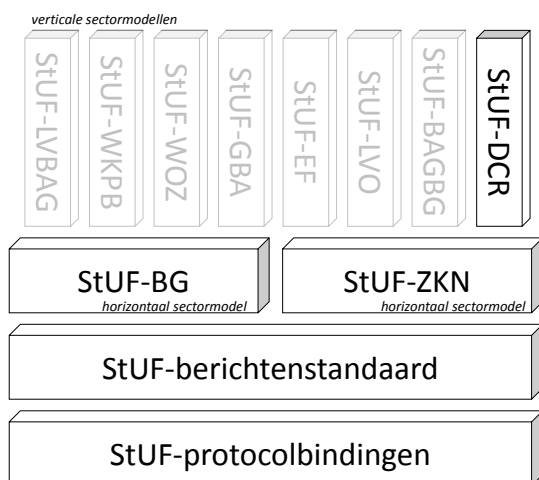 verticale sectormodellen
StUF-LVBAG
StUF-WKPB
StUF-WOZ
StUF-GBA
StUF-EF
StUF-LVO
StUF-BAGBG
StUF-DCR
StUF-BG
horizontaal sectormodel
StUF-ZKN
horizontaal sectormodel
StUF-berichtenstandaard
StUF-protocolbindingen